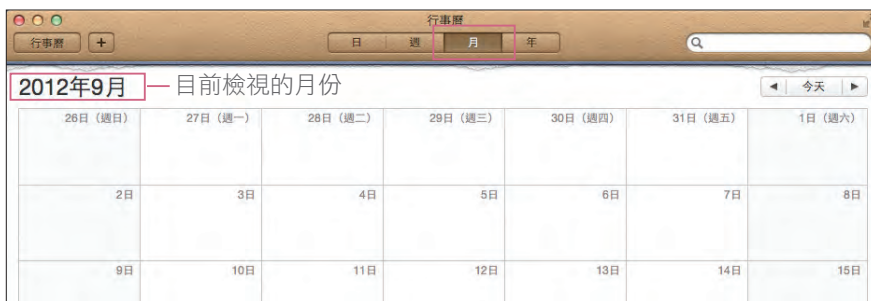 行事曆
行事曆 + 日 週 月 年
2012年9月 目前檢視的月份 ◀ 今天 ▶
26日 (週日) 27日 (週一) 28日 (週二) 29日 (週三) 30日 (週四) 31日 (週五) 1日 (週六)
2日 3日 4日 5日 6日 7日 8日
9日 10日 11日 12日 13日 14日 15日